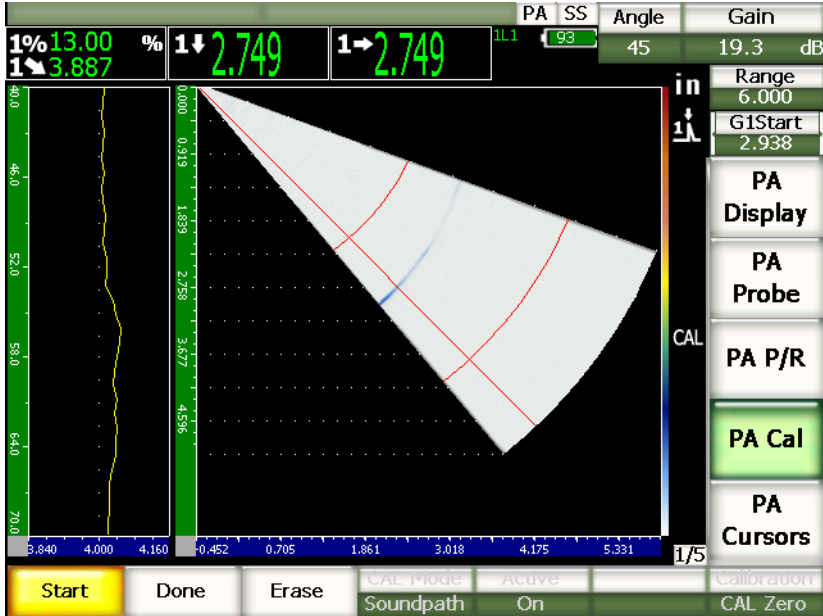 PA SS Angle Gain
1% 13.00 %
1➘ 3.887
1⬇ 2.749
1➡ 2.749
1L1 93
45 19.3 dB
in
Range
6.000
1
G1Start
2.938
PA
Display
PA
Probe
PA P/R
CAL
PA Cal
PA
Cursors
40.0
46.0
52.0
58.0
64.0
70.0
0.000
0.919
1.839
2.758
3.677
4.596
3.840 4.000 4.160
-0.452 0.705 1.861 3.018 4.175 5.331
1/5
Start Done Erase
CAL Mode Active Calibration
Soundpath On CAL Zero